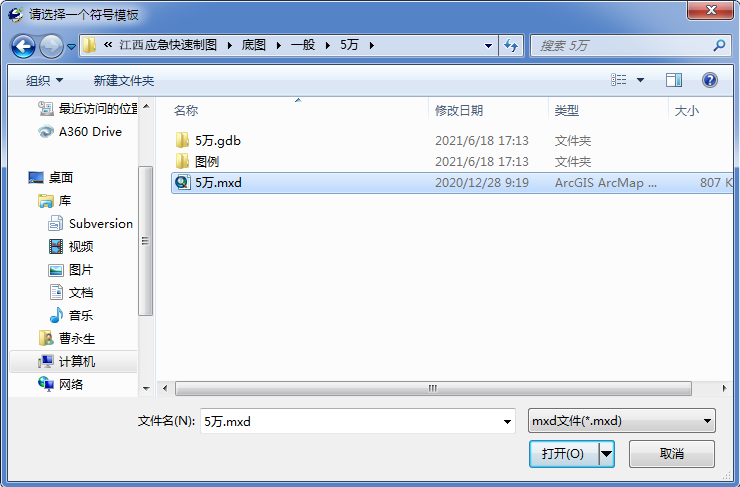 请选择一个符号模板
« 江西应急快速制图 底图 一般 5万
搜索 5万
组织 新建文件夹
名称 修改日期 类型 大小
最近访问的位置
A360 Drive
桌面
库
Subversion
视频
图片
文档
音乐
曹永生
计算机
网络
5万.gdb 2021/6/18 17:13 文件夹
图例 2021/6/18 17:13 文件夹
5万.mxd 2020/12/28 9:19 ArcGIS ArcMap ... 807 K
文件名(N): 5万.mxd mxd文件(*.mxd)
打开(O) 取消